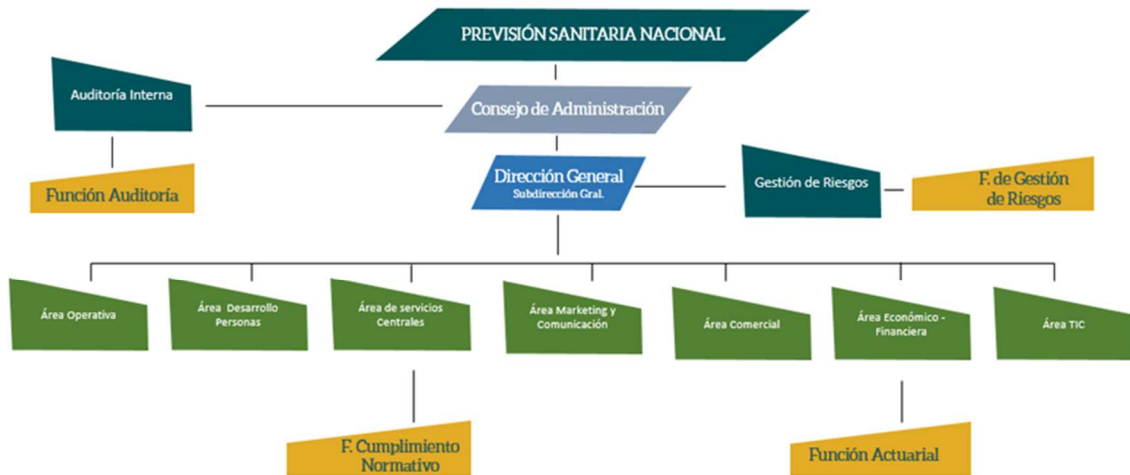 PREVISIÓN SANITARIA NACIONAL
Auditoría Interna
Consejo de Administración
Función Auditoría
Dirección General
Subdirección Gral.
Gestión de Riesgos
F. de Gestión
de Riesgos
Área Operativa
Área Desarrollo
Personas
Área de servicios
Centrales
Área Marketing y
Comunicación
Área Comercial
Área Económico -
Financiera
Área TIC
F. Cumplimiento
Normativo
Función Actuarial